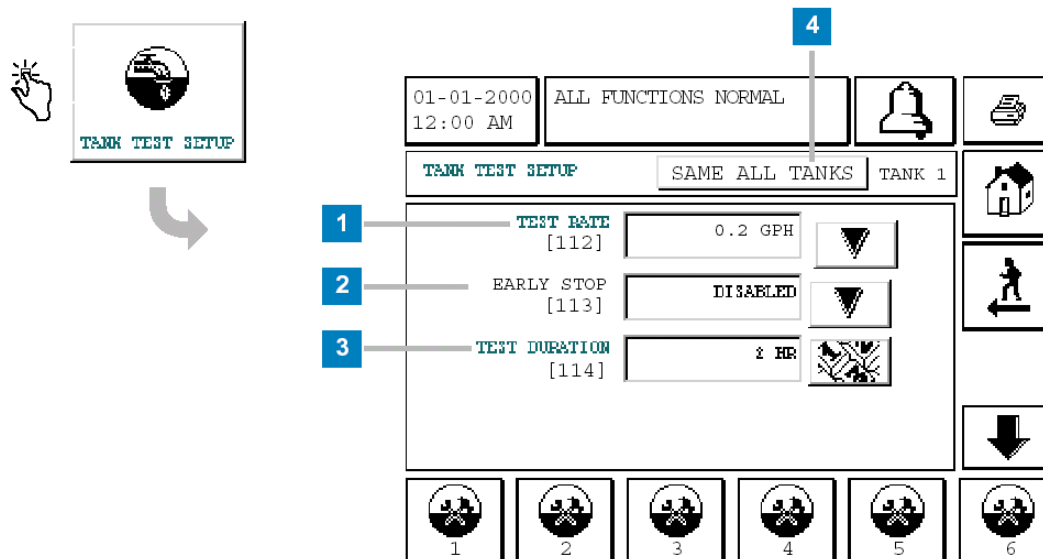 4
TANK TEST SETUP
01-01-2000
12:00 AM
ALL FUNCTIONS NORMAL
TANK TEST SETUP
SAME ALL TANKS
TANK 1
1
TEST RATE
[112]
0.2 GPH
2
EARLY STOP
[113]
DISABLED
3
TEST DURATION
[114]
2 HR
1
2
3
4
5
6